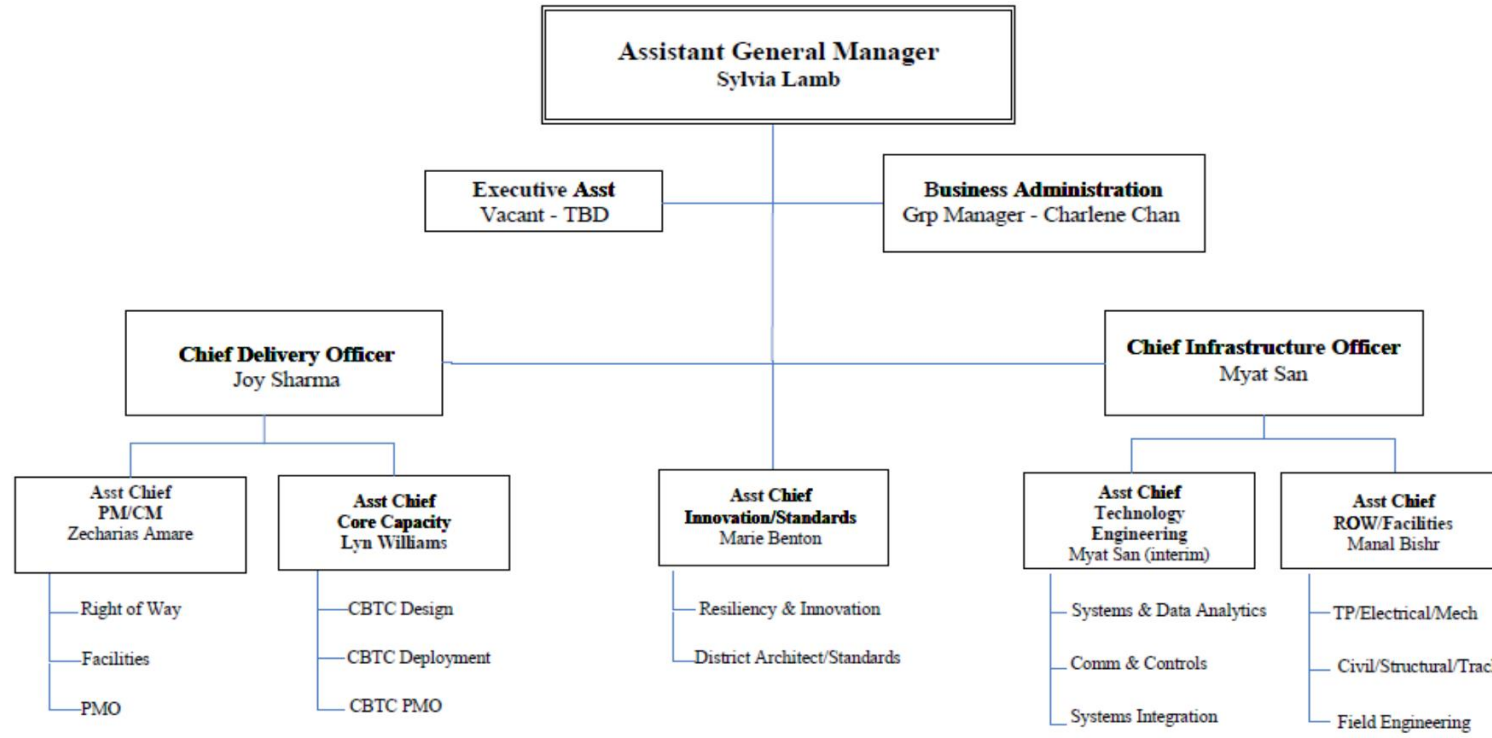 Assistant General Manager
Sylvia Lamb
Executive Asst
Vacant - TBD
Business Administration
Grp Manager - Charlene Chan
Chief Delivery Officer
Joy Sharma
Chief Infrastructure Officer
Myat San
Asst Chief
PM/CM
Zecharias Amare
Right of Way
Facilities
PMO
Asst Chief
Core Capacity
Lyn Williams
CBTC Design
CBTC Deployment
CBTC PMO
Asst Chief
Innovation/Standards
Marie Benton
Resiliency & Innovation
District Architect/Standards
Asst Chief
Technology
Engineering
Myat San (interim)
Systems & Data Analytics
Comm & Controls
Systems Integration
Asst Chief
ROW/Facilities
Manal Bishr
TP/Electrical/Mech
Civil/Structural/Track
Field Engineering